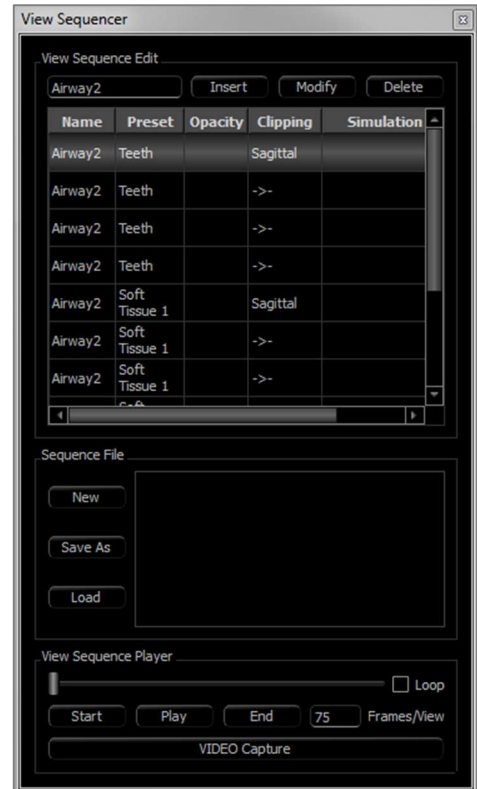 View Sequencer
View Sequence Edit
Airway2 Insert Modify Delete
Name Preset Opacity Clipping Simulation
Airway2 Teeth Sagittal
Airway2 Teeth ->-
Airway2 Teeth ->-
Airway2 Teeth ->-
Airway2 Soft Tissue 1 Sagittal
Airway2 Soft Tissue 1 ->-
Airway2 Soft Tissue 1 ->-
Sequence File
New
Save As
Load
View Sequence Player
Loop
Start Play End 75 Frames/View
VIDEO Capture